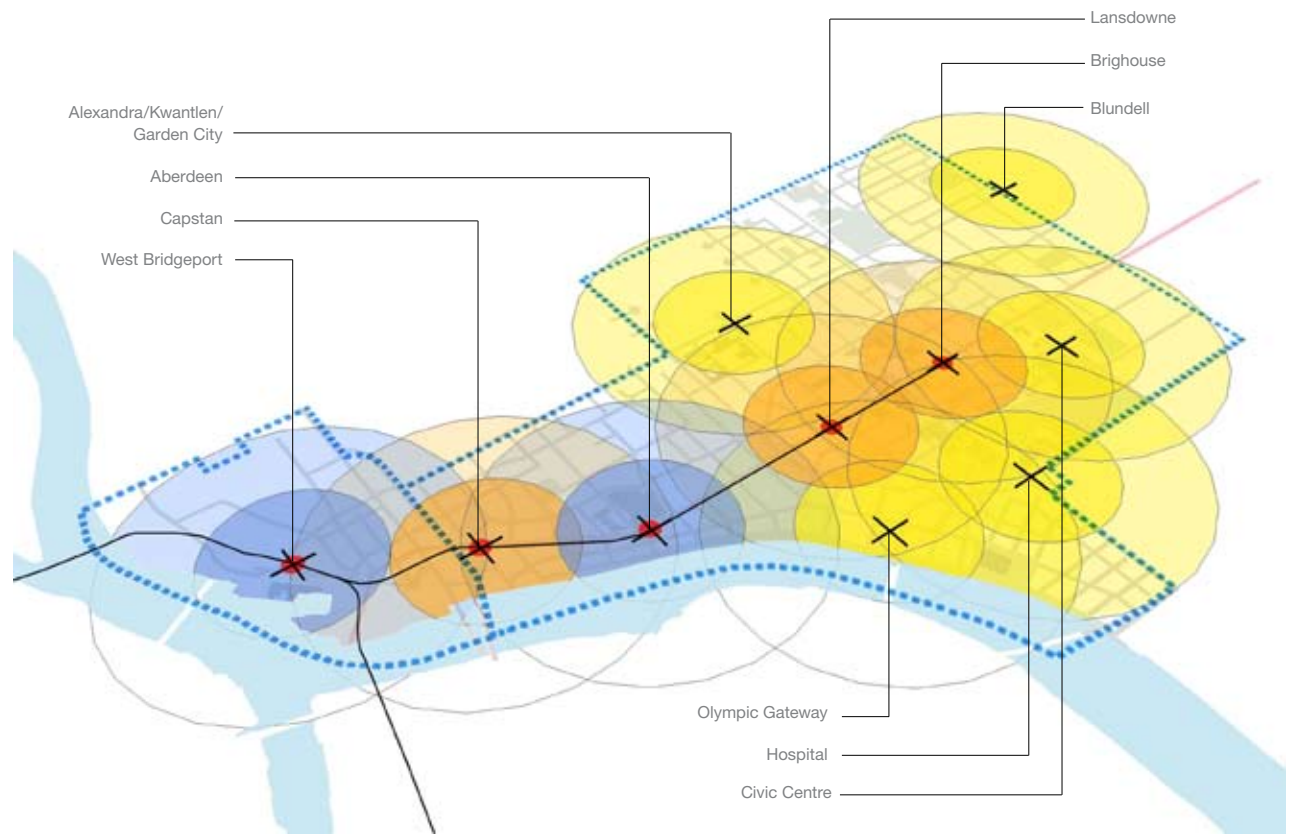 Lansdowne
Brighouse
Blundell
Alexandra/Kwantlen/
Garden City
Aberdeen
Capstan
West Bridgeport
Olympic Gateway
Hospital
Civic Centre